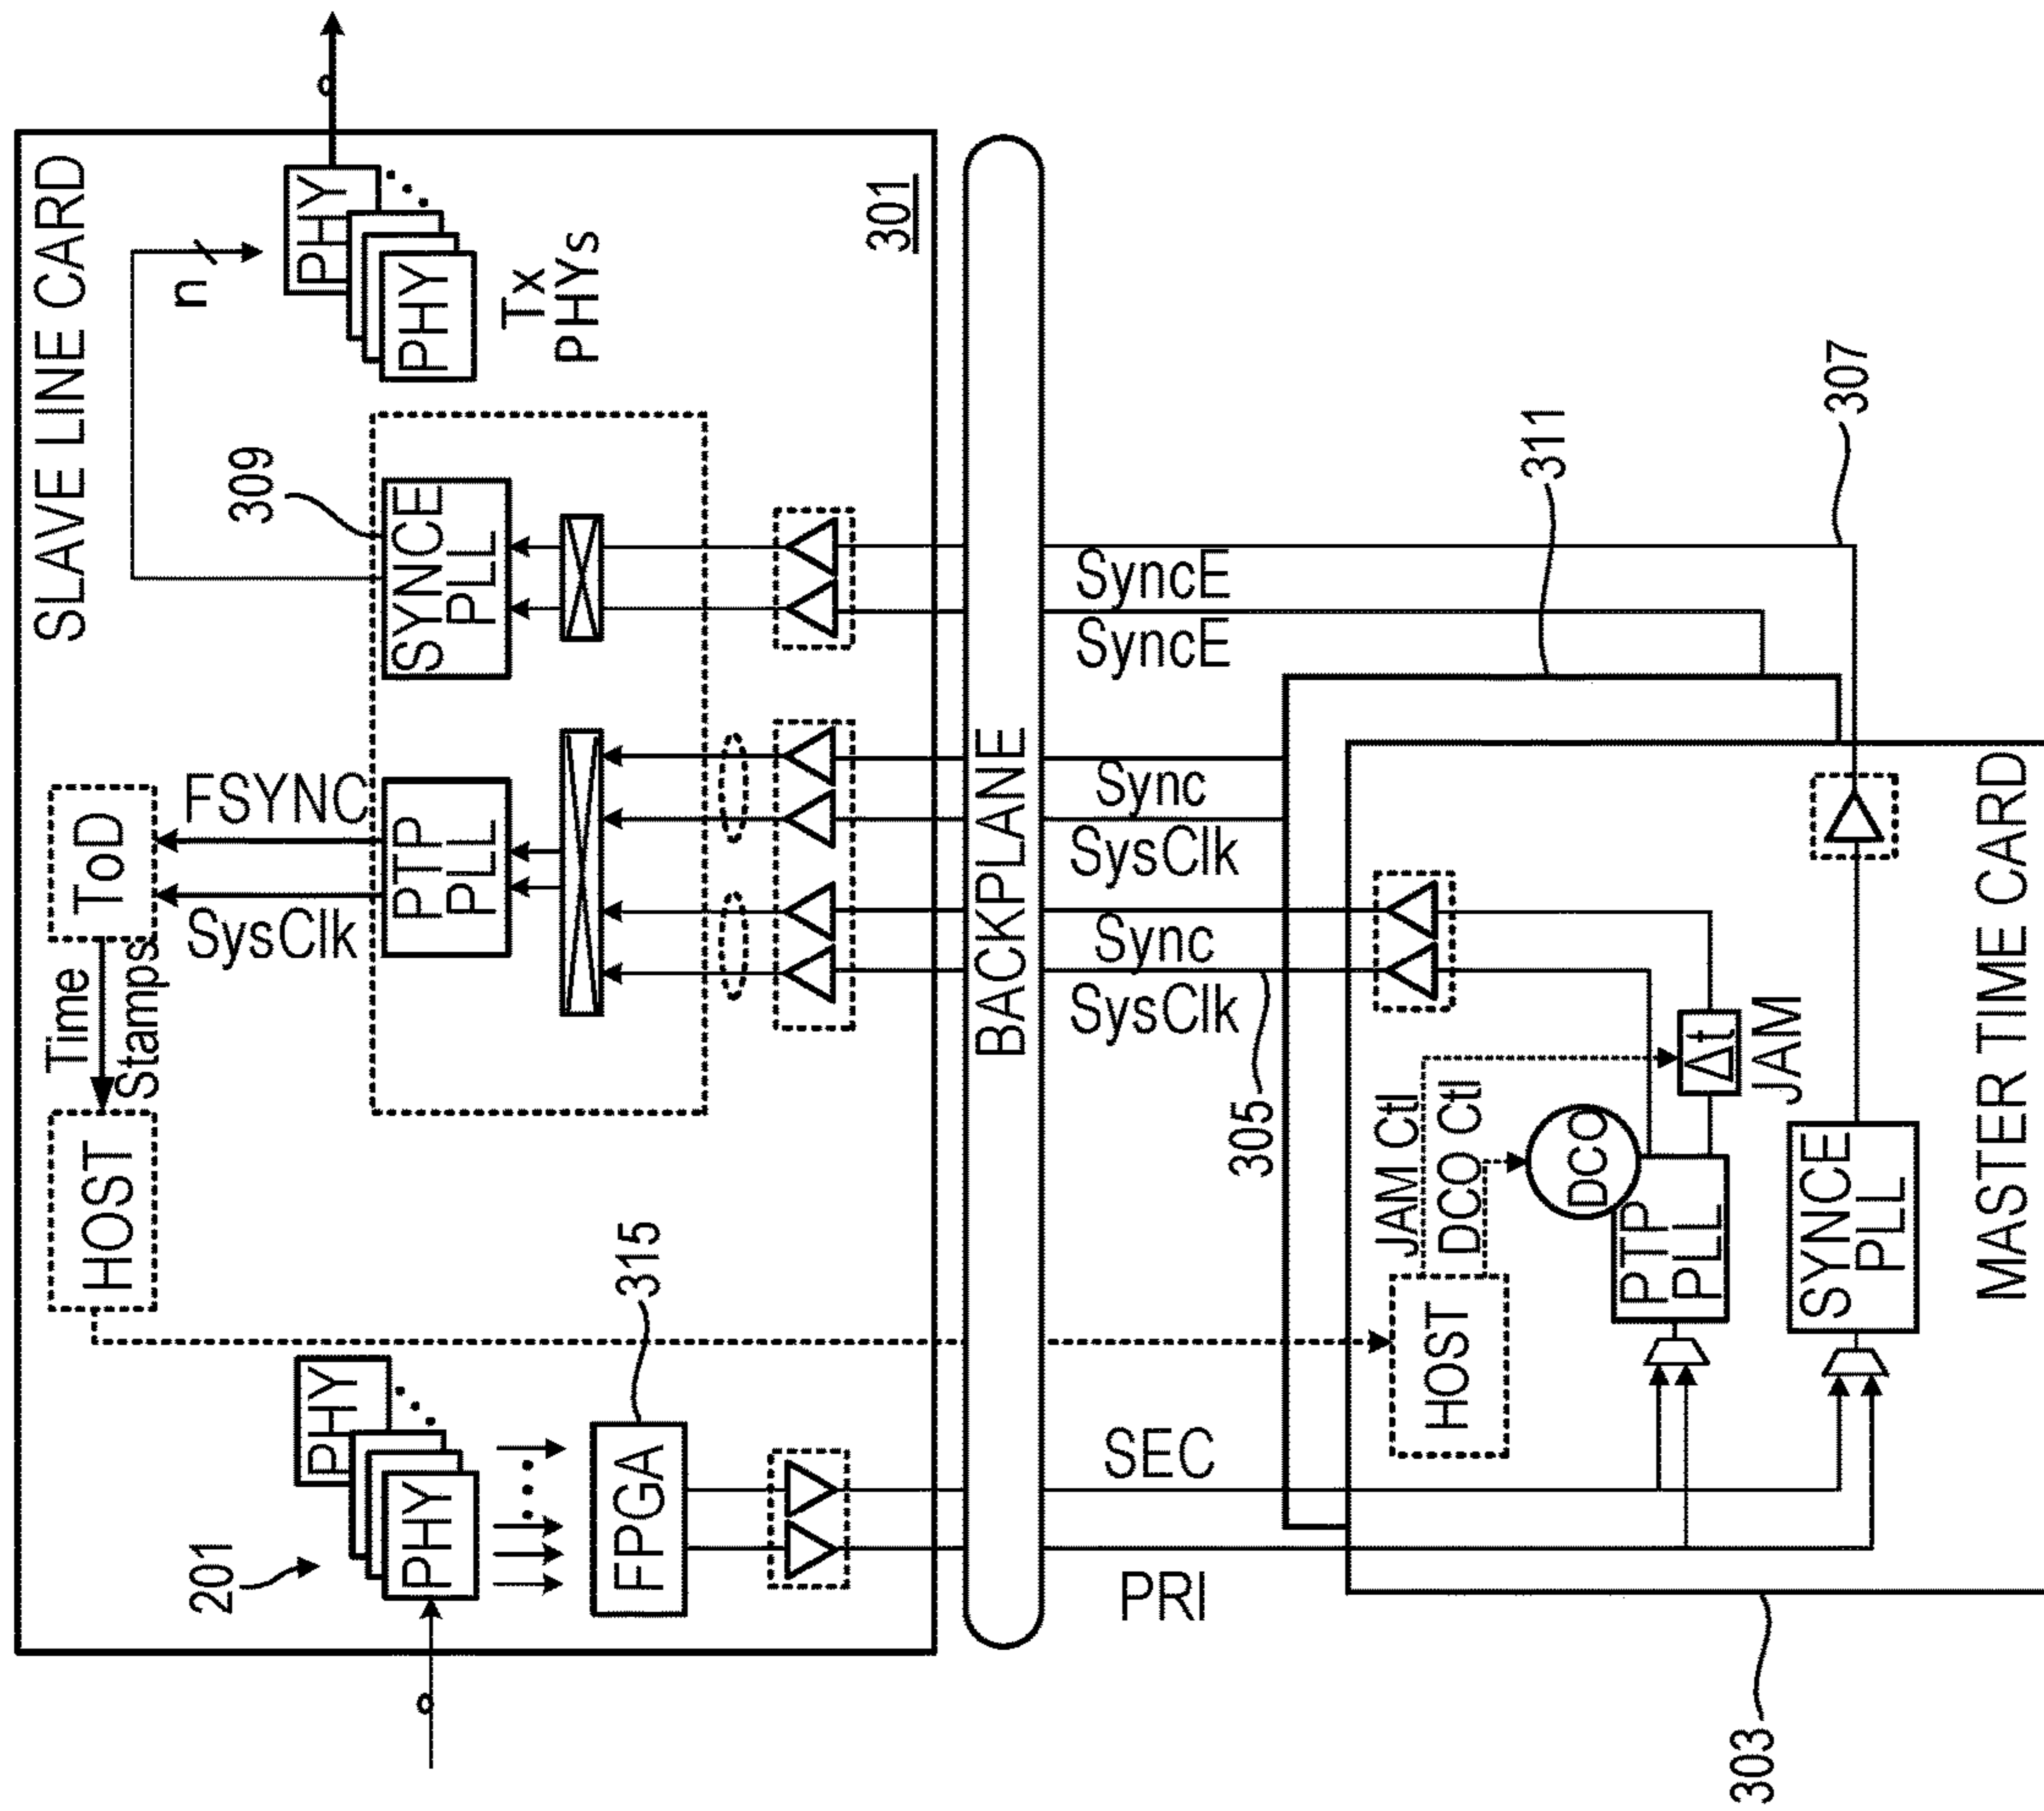 SLAVE LINE CARD
201
PHY
PHY
FPGA
315
HOST
Time
Stamps
ToD
FSYNC
SysClk
PTP
PLL
309
SYNCE
PLL
n
PHY
PHY
Tx
PHYs
301
BACKPLANE
PRI
SEC
SysClk
Sync
SysClk
Sync
SyncE
SyncE
305
311
307
303
HOST
JAM Ctl
DCO Ctl
DCO
PTP
PLL
Δt
JAM
SYNCE
PLL
MASTER TIME CARD